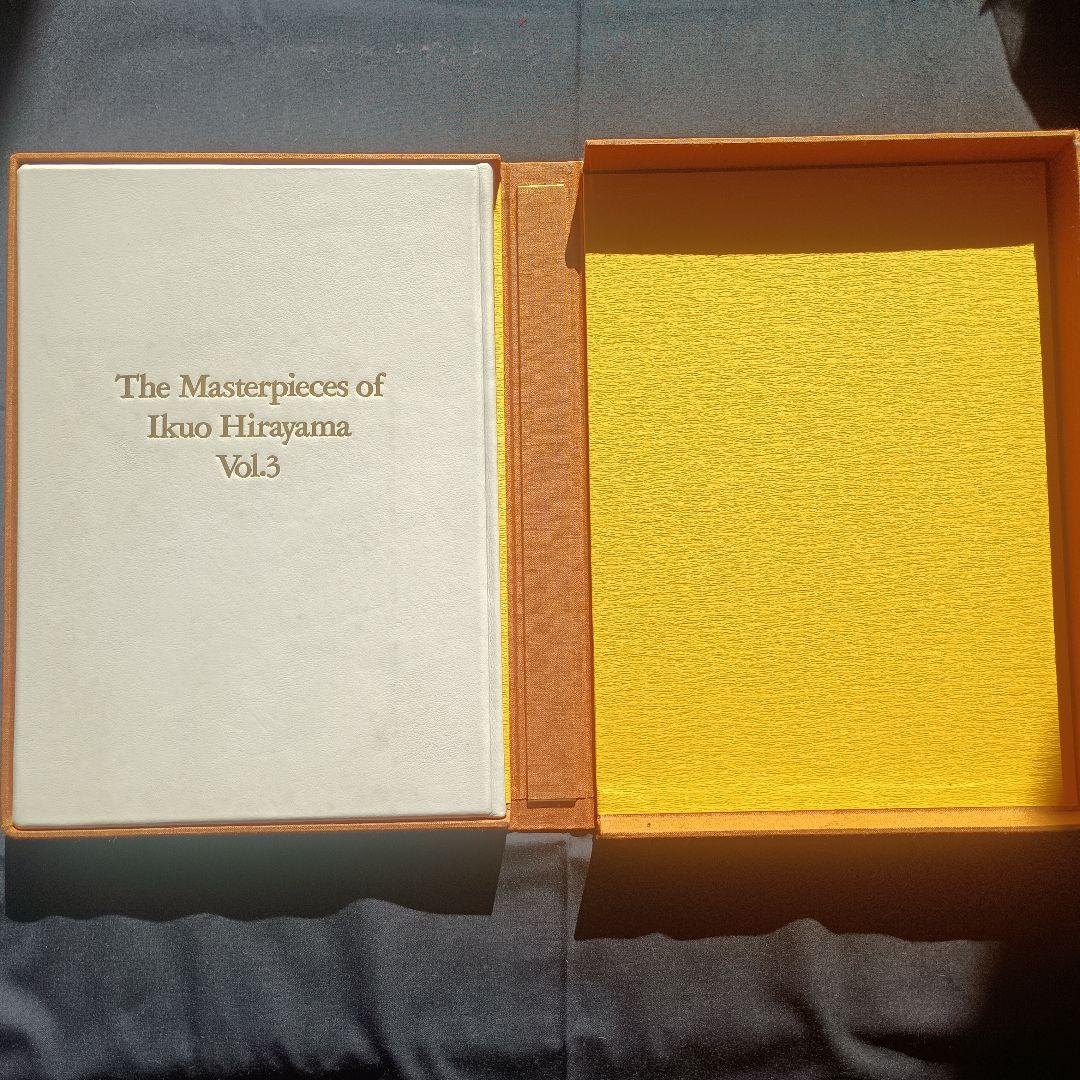 The Masterpieces of
Ikuo Hirayama
Vol.3